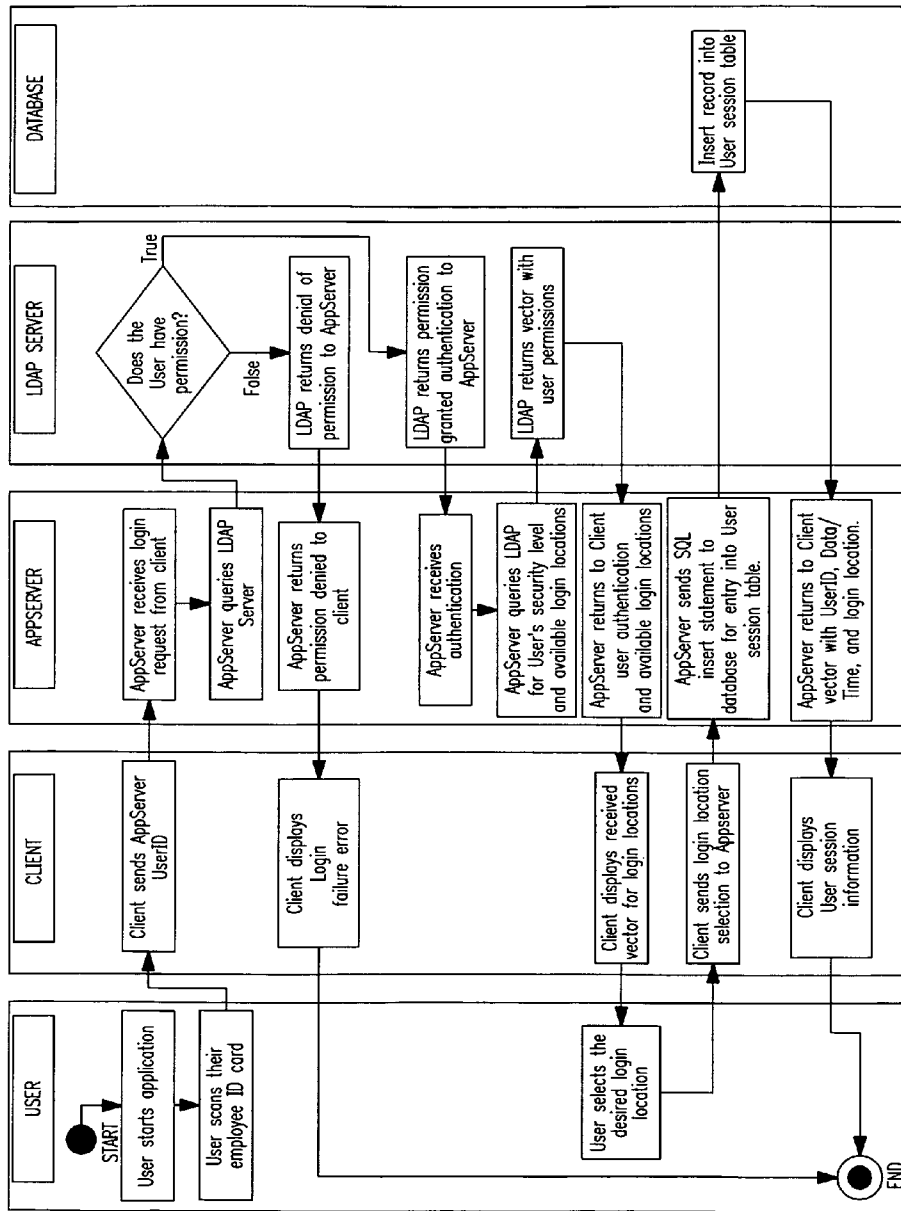 USER
START
User starts application
User scans their
employee ID card
CLIENT
Client sends AppServer
UserID
APPSERVER
AppServer receives login
request from client
AppServer queries LDAP
Server
LDAP SERVER
Does the
User have
permission?
True
False
LDAP returns denial of
permission to AppServer
AppServer returns
permission denied to
client
Client displays
Login
failure error
LDAP returns permission
granted authentication to
AppServer
AppServer receives
authentication
AppServer queries LDAP
for User's security level
and available login locations
LDAP returns vector with
user permissions
AppServer returns to Client
user authentication
and available login locations
Client displays received
vector for login locations
User selects the
desired login
location
Client sends login location
selection to Appserver
AppServer sends SQL
insert statement to
database for entry into User
session table.
DATABASE
Insert record into
User session table
AppServer returns to Client
vector with UserID, Data/
Time, and login location.
Client displays
User session
information
END